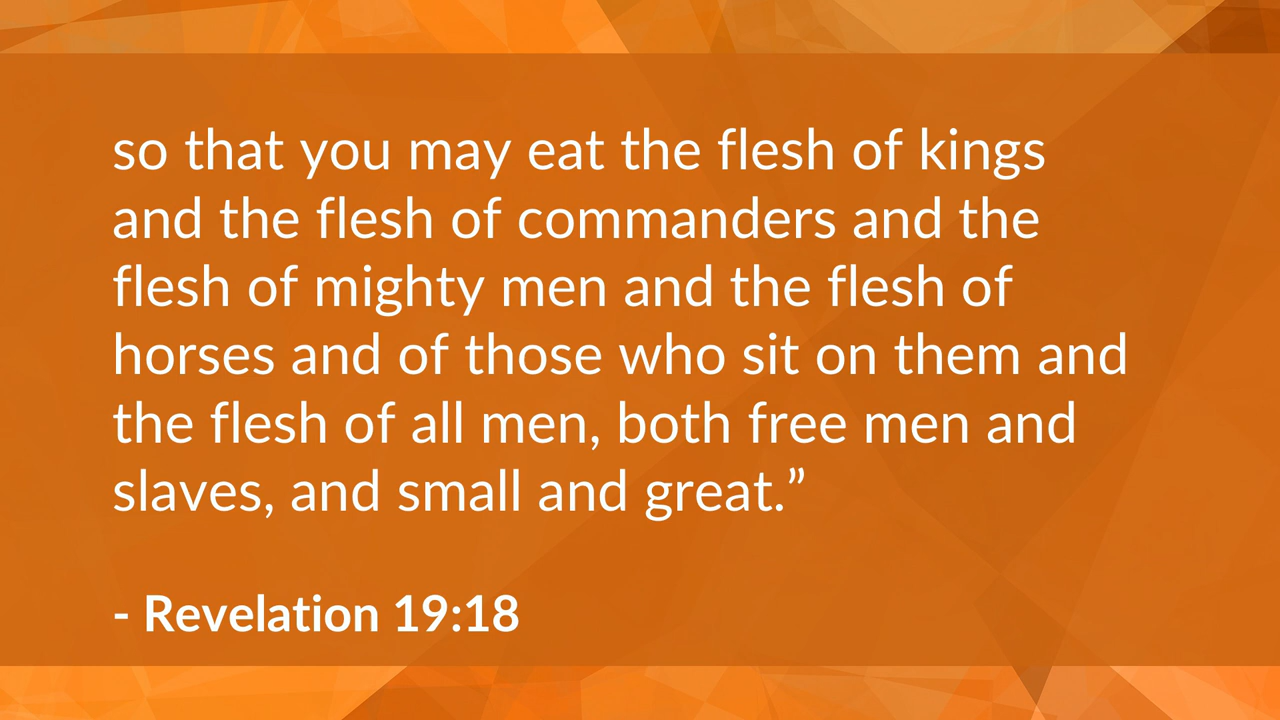 so that you may eat the flesh of kings
and the flesh of commanders and the
flesh of mighty men and the flesh of
horses and of those who sit on them and
the flesh of all men, both free men and
slaves, and small and great.”
- Revelation 19:18